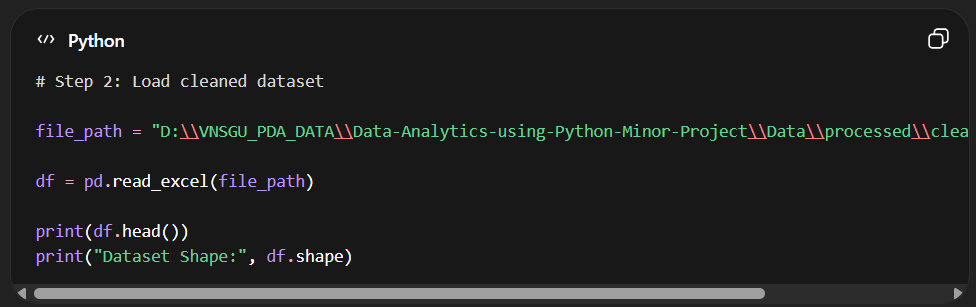 </> Python
# Step 2: Load cleaned dataset
file_path = "D:\\VNSGU_PDA_DATA\\Data-Analytics-using-Python-Minor-Project\\Data\\processed\\clea
df = pd.read_excel(file_path)
print(df.head())
print("Dataset Shape:", df.shape)